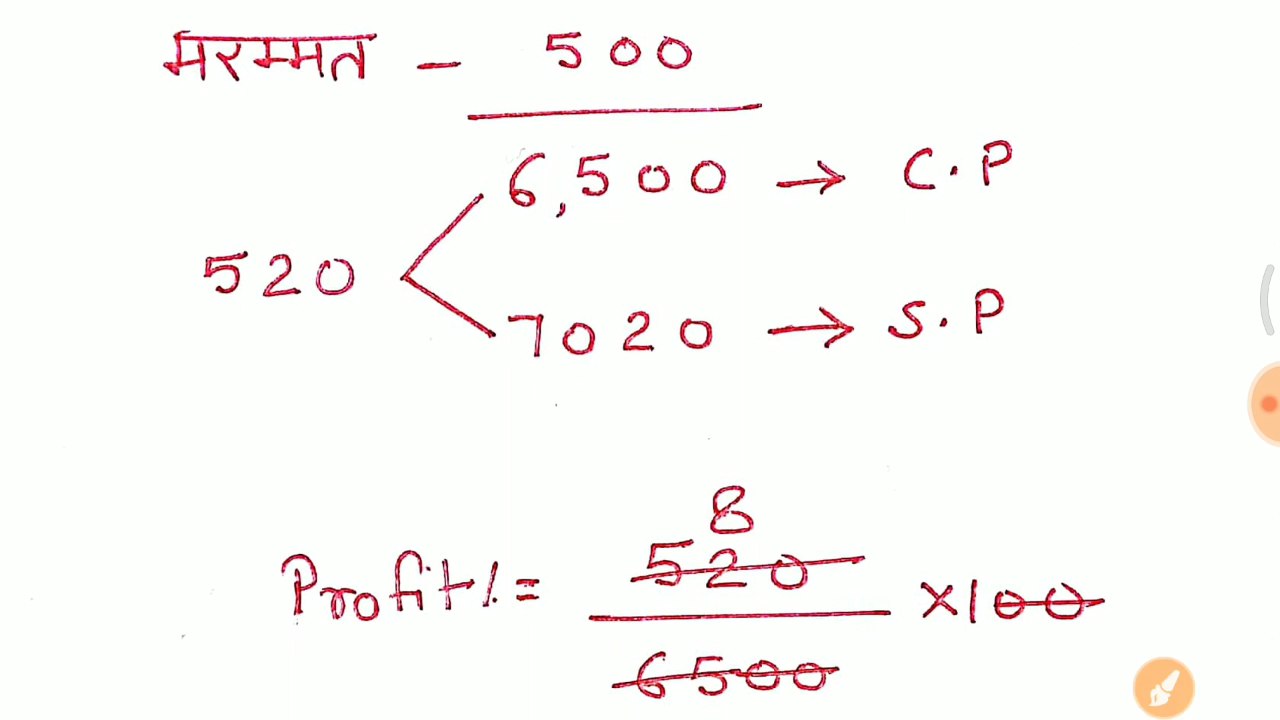 मरम्मत - 500
6,500 → C.P
520
7020 → S.P
8
Profit% = 520 ×100
6500